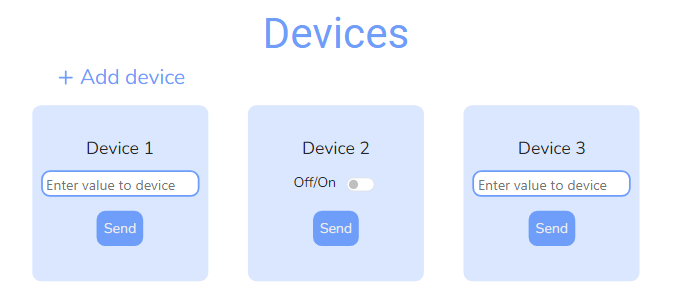 Devices
+ Add device
Device 1
Enter value to device
Send
Device 2
Off/On
Send
Device 3
Enter value to device
Send